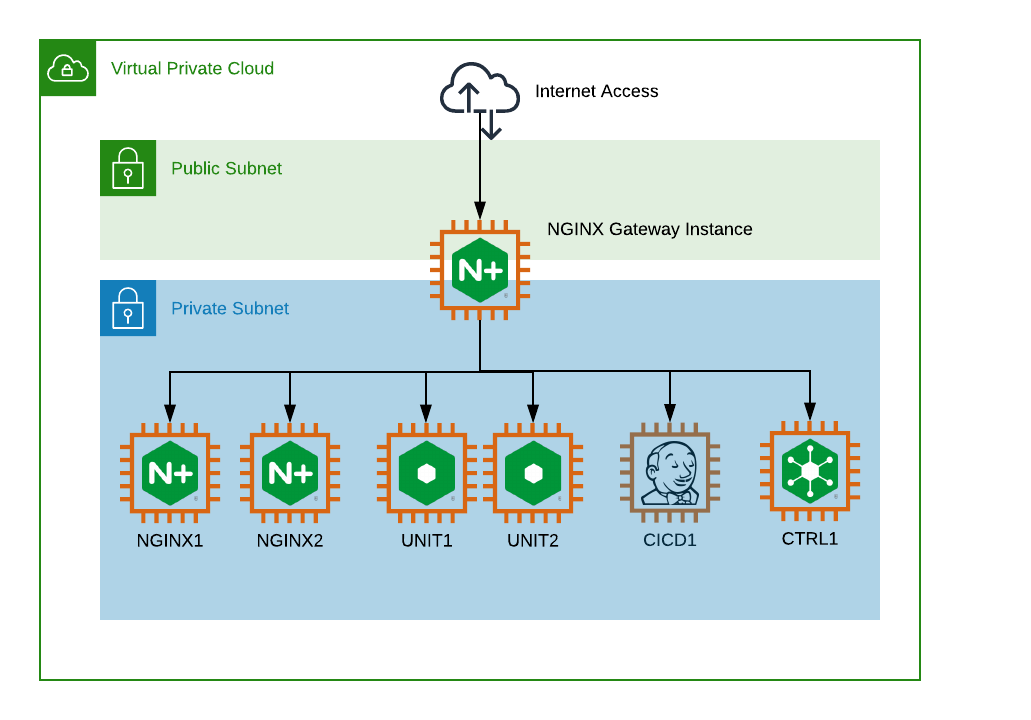 Virtual Private Cloud
Internet Access
Public Subnet
NGINX Gateway Instance
N+
Private Subnet
N+
N+
NGINX1
NGINX2
UNIT1
UNIT2
CICD1
CTRL1